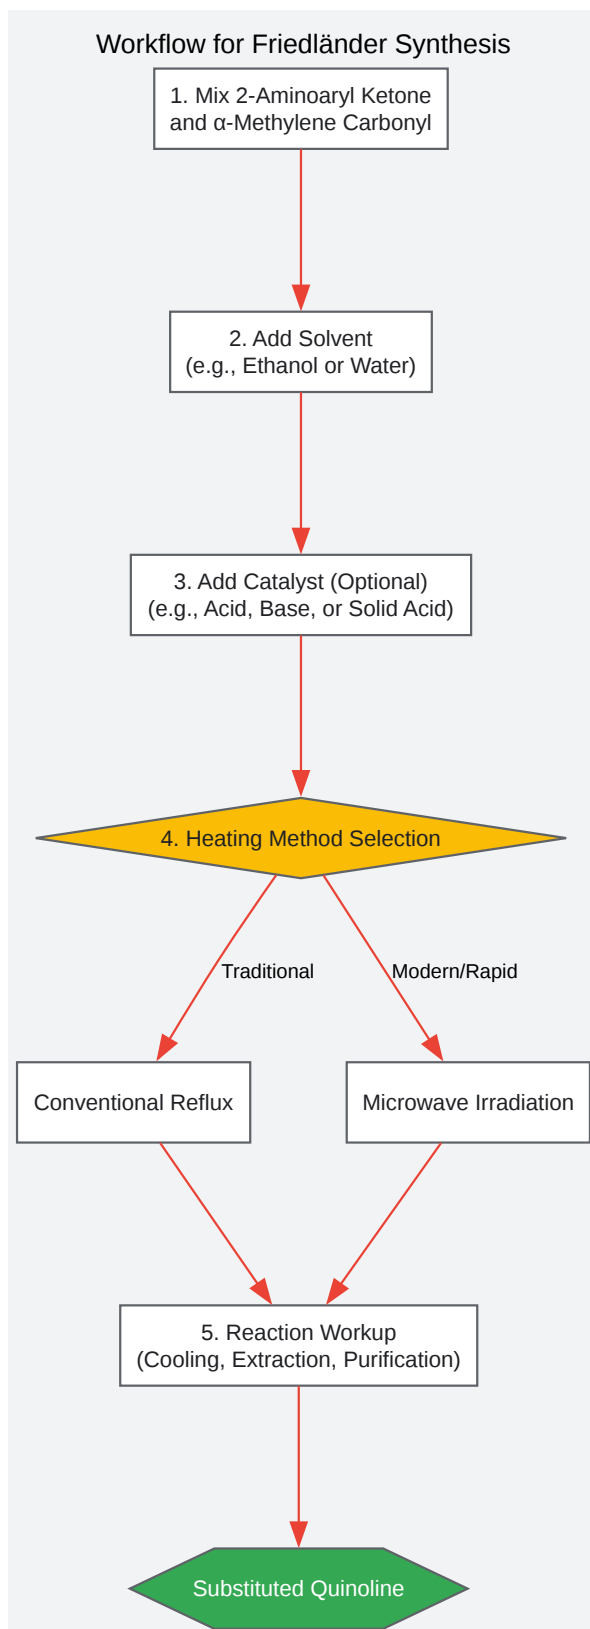 Workflow for Friedländer Synthesis
1. Mix 2-Aminoaryl Ketone
and α-Methylene Carbonyl
2. Add Solvent
(e.g., Ethanol or Water)
3. Add Catalyst (Optional)
(e.g., Acid, Base, or Solid Acid)
4. Heating Method Selection
Traditional
Modern/Rapid
Conventional Reflux
Microwave Irradiation
5. Reaction Workup
(Cooling, Extraction, Purification)
Substituted Quinoline